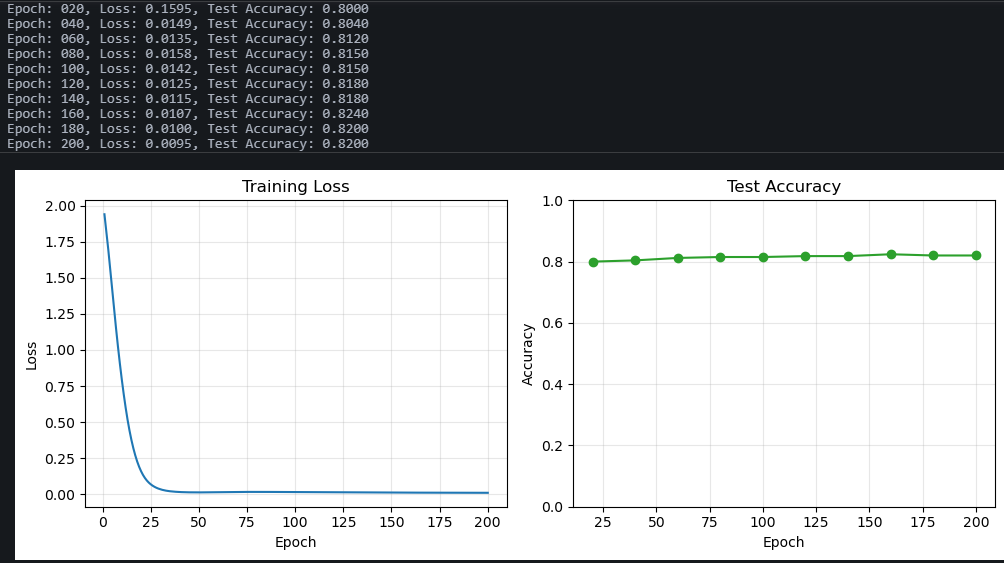 Epoch: 020, Loss: 0.1595, Test Accuracy: 0.8000
Epoch: 040, Loss: 0.0149, Test Accuracy: 0.8040
Epoch: 060, Loss: 0.0135, Test Accuracy: 0.8120
Epoch: 080, Loss: 0.0158, Test Accuracy: 0.8150
Epoch: 100, Loss: 0.0142, Test Accuracy: 0.8150
Epoch: 120, Loss: 0.0125, Test Accuracy: 0.8180
Epoch: 140, Loss: 0.0115, Test Accuracy: 0.8180
Epoch: 160, Loss: 0.0107, Test Accuracy: 0.8240
Epoch: 180, Loss: 0.0100, Test Accuracy: 0.8200
Epoch: 200, Loss: 0.0095, Test Accuracy: 0.8200
Training Loss
2.00
1.75
1.50
1.25
1.00
0.75
0.50
0.25
0.00
Loss
0 25 50 75 100 125 150 175 200
Epoch
Test Accuracy
1.0
0.8
0.6
0.4
0.2
0.0
Accuracy
25 50 75 100 125 150 175 200
Epoch